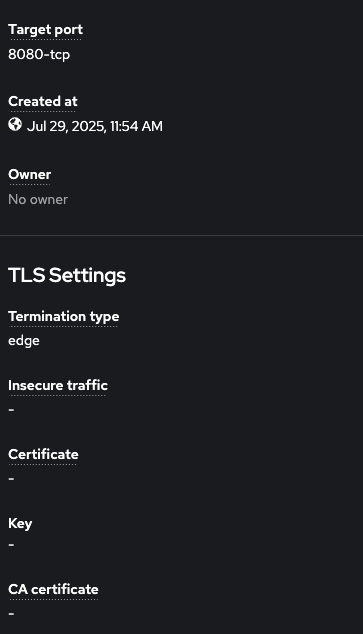 Target port
8080-tcp
Created at
Jul 29, 2025, 11:54 AM
Owner
No owner
TLS Settings
Termination type
edge
Insecure traffic
-
Certificate
-
Key
-
CA certificate
-